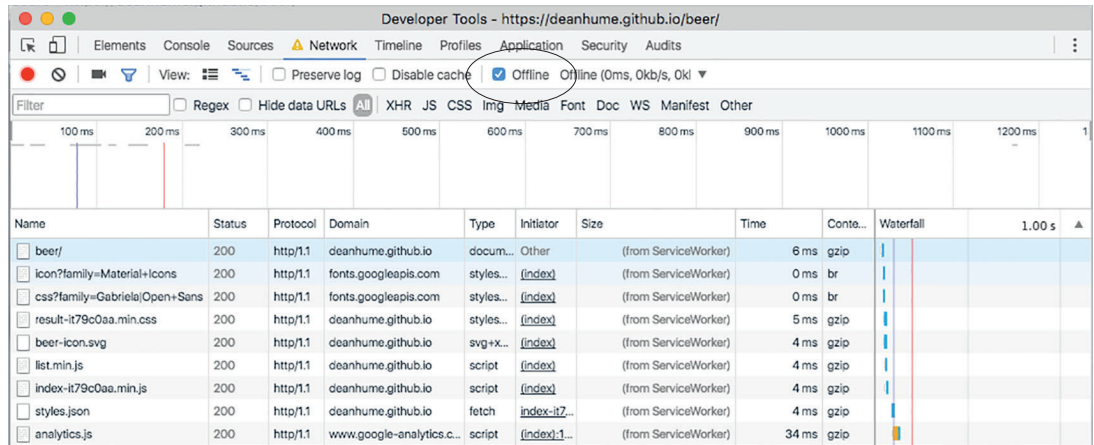 Developer Tools - https://deanhume.github.io/beer/
Elements Console Sources Network Timeline Profiles Application Security Audits
View: Preserve log Disable cache Offline Offline (0ms, 0kb/s, 0kl
Filter Regex Hide data URLs All XHR JS CSS Img Media Font Doc WS Manifest Other
100 ms 200 ms 300 ms 400 ms 500 ms 600 ms 700 ms 800 ms 900 ms 1000 ms 1100 ms 1200 ms 1
Name Status Protocol Domain Type Initiator Size Time Conte... Waterfall 1.00 s
beer/ 200 http/1.1 deanhume.github.io docum... Other (from ServiceWorker) 6 ms gzip
icon?family=Material+Icons 200 http/1.1 fonts.googleapis.com styles... (index) (from ServiceWorker) 0 ms br
css?family=Gabriela|Open+Sans 200 http/1.1 fonts.googleapis.com styles... (index) (from ServiceWorker) 0 ms br
result-it79c0aa.min.css 200 http/1.1 deanhume.github.io styles... (index) (from ServiceWorker) 5 ms gzip
beer-icon.svg 200 http/1.1 deanhume.github.io svg+x... (index) (from ServiceWorker) 4 ms gzip
list.min.js 200 http/1.1 deanhume.github.io script (index) (from ServiceWorker) 4 ms gzip
index-it79c0aa.min.js 200 http/1.1 deanhume.github.io script (index) (from ServiceWorker) 4 ms gzip
styles.json 200 http/1.1 deanhume.github.io fetch index-it7... (from ServiceWorker) 4 ms gzip
analytics.js 200 http/1.1 www.google-analytics.c... script (index):1... (from ServiceWorker) 34 ms gzip